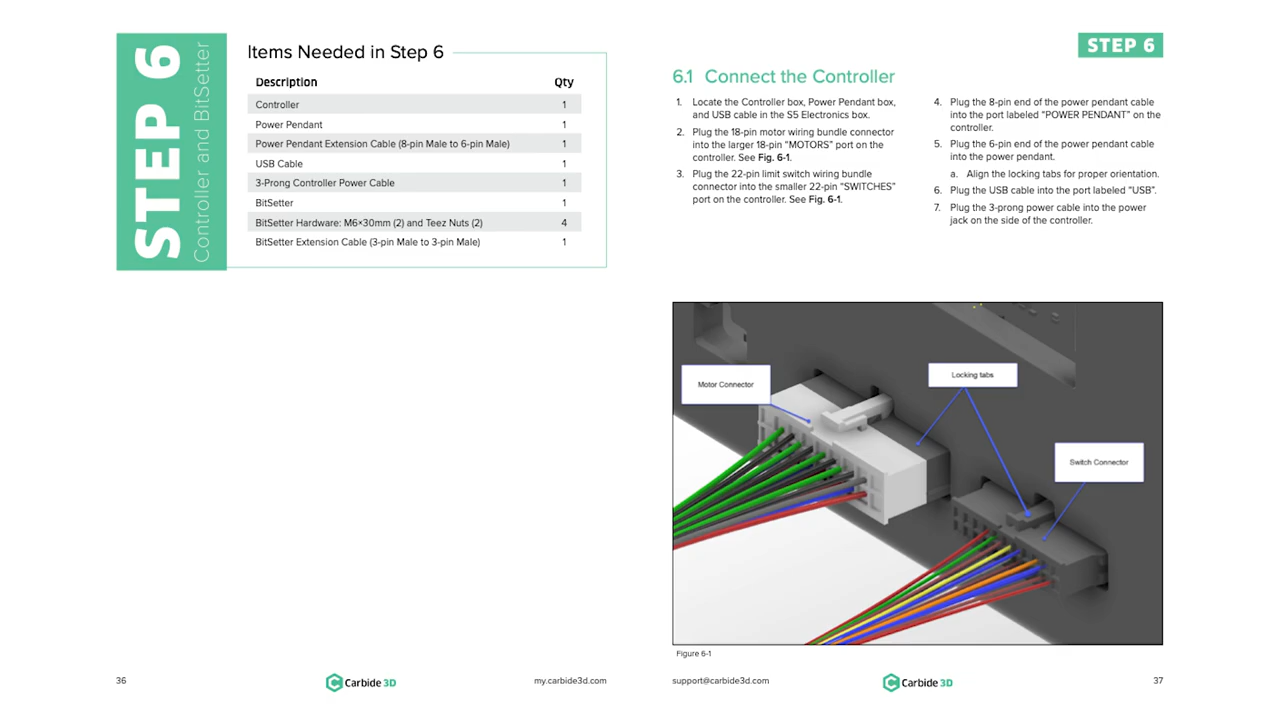 STEP 6
Controller and BitSetter
Items Needed in Step 6
Description Qty
Controller 1
Power Pendant 1
Power Pendant Extension Cable (8-pin Male to 6-pin Male) 1
USB Cable 1
3-Prong Controller Power Cable 1
BitSetter 1
BitSetter Hardware: M6×30mm (2) and Teez Nuts (2) 4
BitSetter Extension Cable (3-pin Male to 3-pin Male) 1
36
Carbide 3D
my.carbide3d.com
STEP 6
6.1 Connect the Controller
1. Locate the Controller box, Power Pendant box,
and USB cable in the S5 Electronics box.
2. Plug the 18-pin motor wiring bundle connector
into the larger 18-pin "MOTORS" port on the
controller. See Fig. 6-1.
3. Plug the 22-pin limit switch wiring bundle
connector into the smaller 22-pin "SWITCHES"
port on the controller. See Fig. 6-1.
4. Plug the 8-pin end of the power pendant cable
into the port labeled "POWER PENDANT" on the
controller.
5. Plug the 6-pin end of the power pendant cable
into the power pendant.
a. Align the locking tabs for proper orientation.
6. Plug the USB cable into the port labeled "USB".
7. Plug the 3-prong power cable into the power
jack on the side of the controller.
Motor Connector
Locking tabs
Switch Connector
Figure 6-1
support@carbide3d.com
Carbide 3D
37